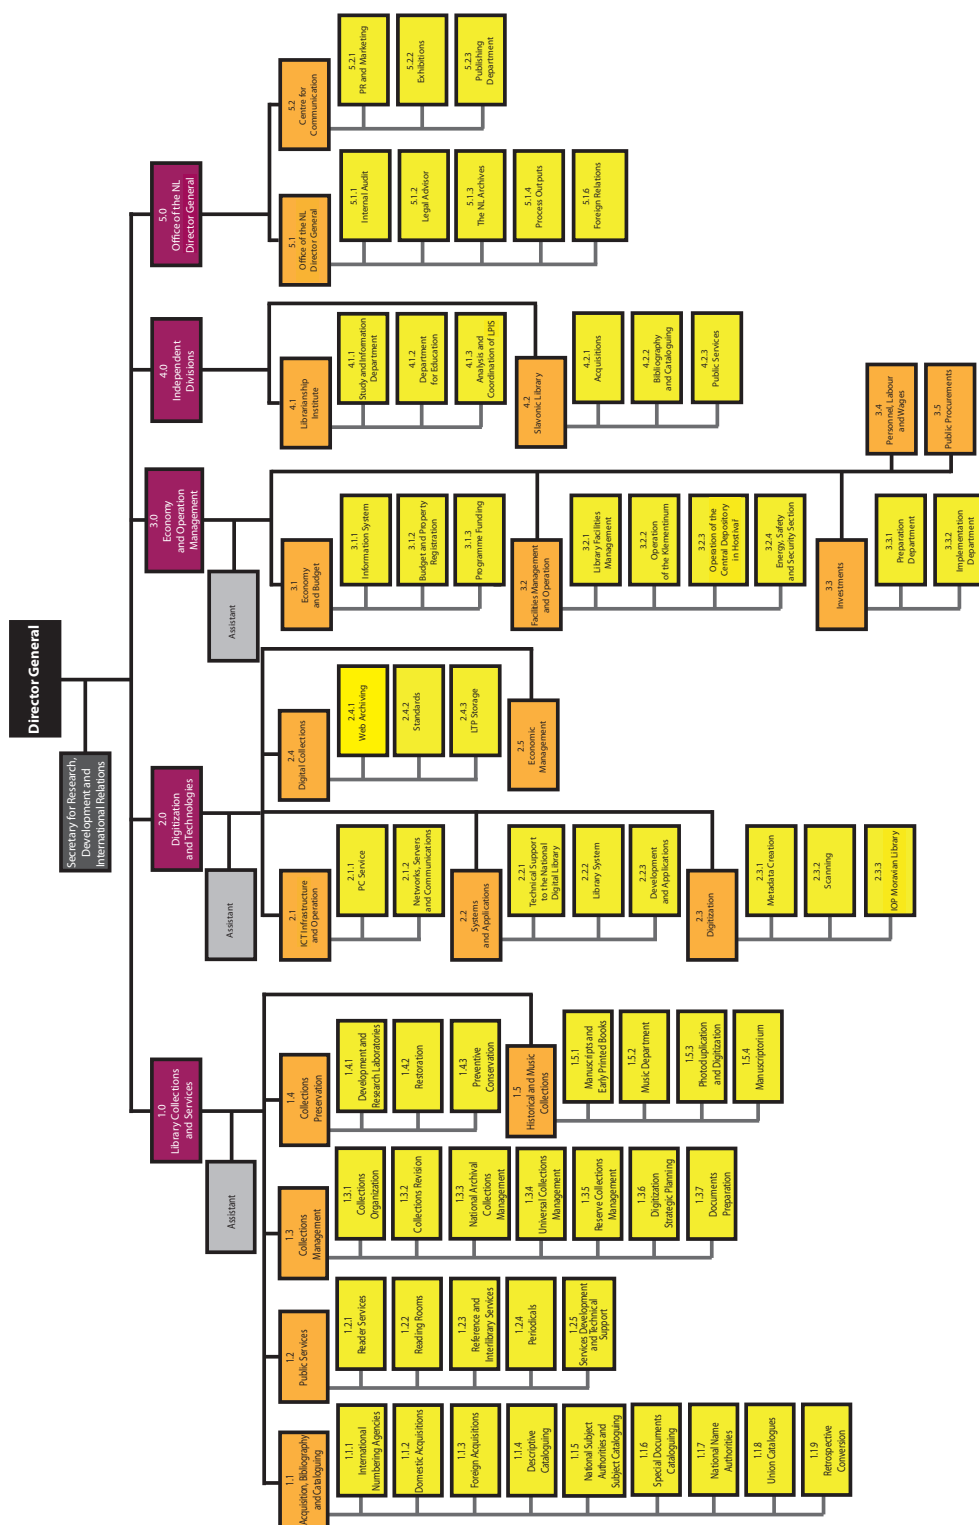 Director General
Secretary for Research,
Development and
International Relations
1.0
Library Collections
and Services
Assistant
1.1
Acquisition, Bibliography
and Cataloguing
1.1.1
International
Numbering Agencies
1.1.2
Domestic Acquisitions
1.1.3
Foreign Acquisitions
1.1.4
Descriptive
Cataloguing
1.1.5
National Subject
Authorities and
Subject Cataloguing
1.1.6
Special Documents
Cataloguing
1.1.7
National Name
Authorities
1.1.8
Union Catalogues
1.1.9
Retrospective
Conversion
1.2
Public Services
1.2.1
Reader Services
1.2.2
Reading Rooms
1.2.3
Reference and
Interlibrary Services
1.2.4
Periodicals
1.2.5
Services Development
and Technical
Support
1.3
Collections
Management
1.3.1
Collections
Organization
1.3.2
Collections Revision
1.3.3
National Archival
Collections
Management
1.3.4
Universal Collections
Management
1.3.5
Reserve Collections
Management
1.3.6
Digitization
Strategic Planning
1.3.7
Documents
Preparation
1.4
Collections
Preservation
1.4.1
Development and
Research Laboratories
1.4.2
Restoration
1.4.3
Preventive
Conservation
1.5
Historical and Music
Collections
1.5.1
Manuscripts and
Early Printed Books
1.5.2
Music Department
1.5.3
Photoduplication
and Digitization
1.5.4
Manuscriptorium
2.0
Digitization
and Technologies
Assistant
2.1
ICT Infrastructure
and Operation
2.1.1
PC Service
2.1.2
Networks, Servers
and Communications
2.2
Systems
and Applications
2.2.1
Technical Support
to the National
Digital Library
2.2.2
Library System
2.2.3
Development
and Applications
2.3
Digitization
2.3.1
Metadata Creation
2.3.2
Scanning
2.3.3
IOP Moravian Library
2.4
Digital Collections
2.4.1
Web Archiving
2.4.2
Standards
2.4.3
LTP Storage
2.5
Economic
Management
3.0
Economy
and Operation
Management
Assistant
3.1
Economy
and Budget
3.1.1
Information System
3.1.2
Budget and Property
Registration
3.1.3
Programme Funding
3.2
Facilities Management
and Operation
3.2.1
Library Facilities
Management
3.2.2
Operation
of the Klementinum
3.2.3
Operation of the
Central Depository
in Hostivař
3.2.4
Energy, Safety
and Security Section
3.3
Investments
3.3.1
Preparation
Department
3.3.2
Implementation
Department
3.4
Personnel, Labour
and Wages
3.5
Public Procurements
4.0
Independent
Divisions
4.1
Librarianship
Institute
4.1.1
Study and Information
Department
4.1.2
Department
for Education
4.1.3
Analysis and
Coordination of LPIS
4.2
Slavonic Library
4.2.1
Acquisitions
4.2.2
Bibliography
and Cataloguing
4.2.3
Public Services
5.0
Office of the NL
Director General
5.1
Office of the NL
Director General
5.1.1
Internal Audit
5.1.2
Legal Advisor
5.1.3
The NL Archives
5.1.4
Process Outputs
5.1.6
Foreign Relations
5.2
Centre for
Communication
5.2.1
PR and Marketing
5.2.2
Exhibitions
5.2.3
Publishing
Department